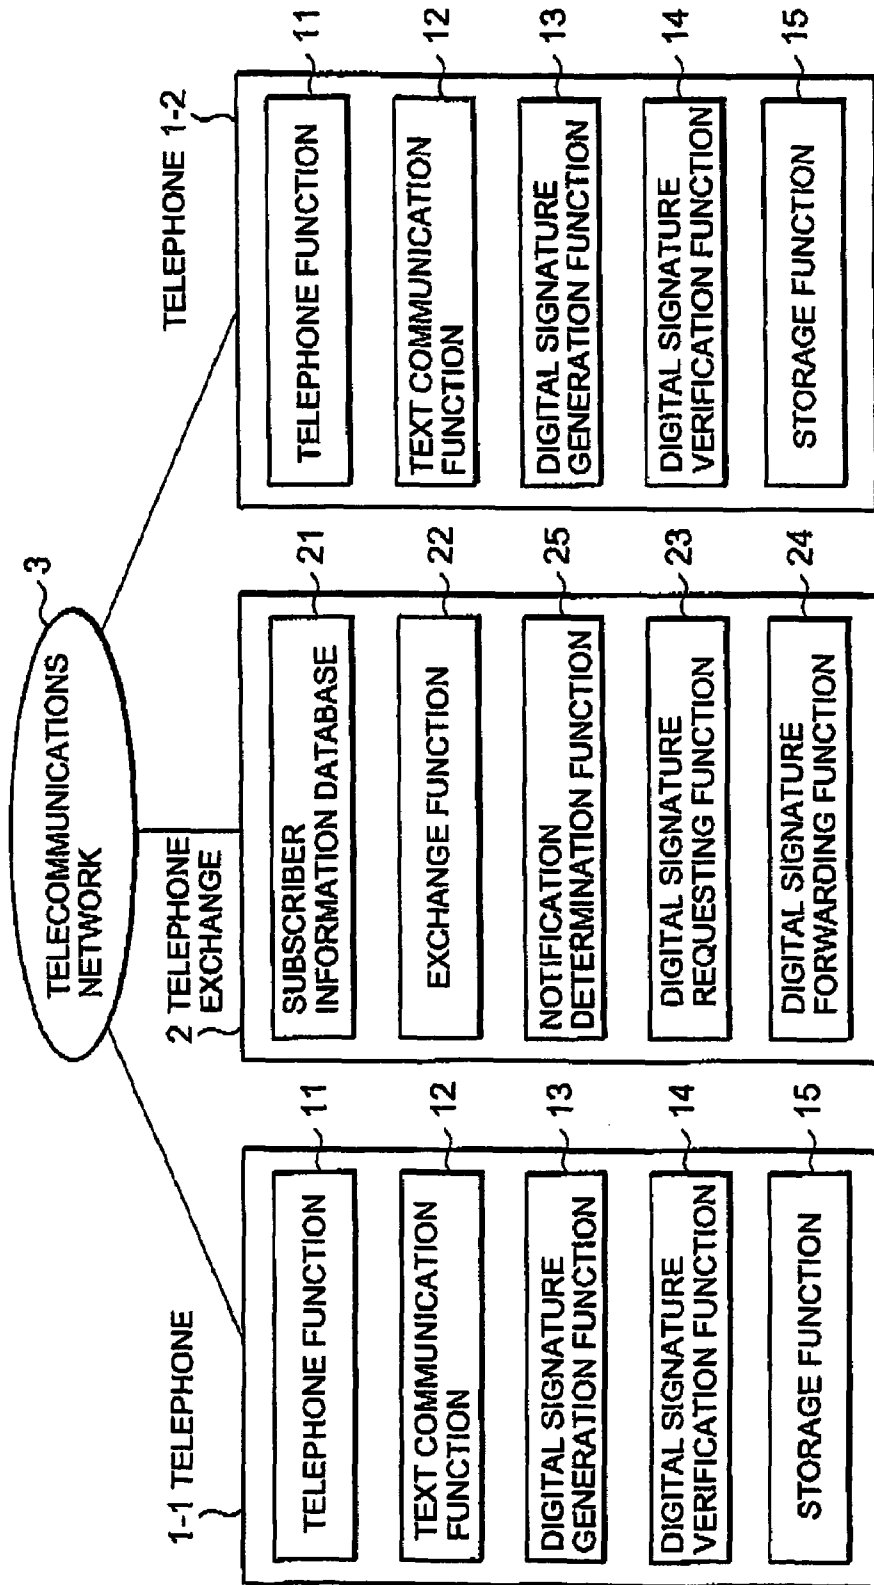 TELECOMMUNICATIONS
NETWORK
3
1-1 TELEPHONE
TELEPHONE FUNCTION
11
TEXT COMMUNICATION
FUNCTION
12
DIGITAL SIGNATURE
GENERATION FUNCTION
13
DIGITAL SIGNATURE
VERIFICATION FUNCTION
14
STORAGE FUNCTION
15
2 TELEPHONE
EXCHANGE
SUBSCRIBER
INFORMATION DATABASE
21
EXCHANGE FUNCTION
22
NOTIFICATION
DETERMINATION FUNCTION
25
DIGITAL SIGNATURE
REQUESTING FUNCTION
23
DIGITAL SIGNATURE
FORWARDING FUNCTION
24
TELEPHONE 1-2
TELEPHONE FUNCTION
11
TEXT COMMUNICATION
FUNCTION
12
DIGITAL SIGNATURE
GENERATION FUNCTION
13
DIGITAL SIGNATURE
VERIFICATION FUNCTION
14
STORAGE FUNCTION
15